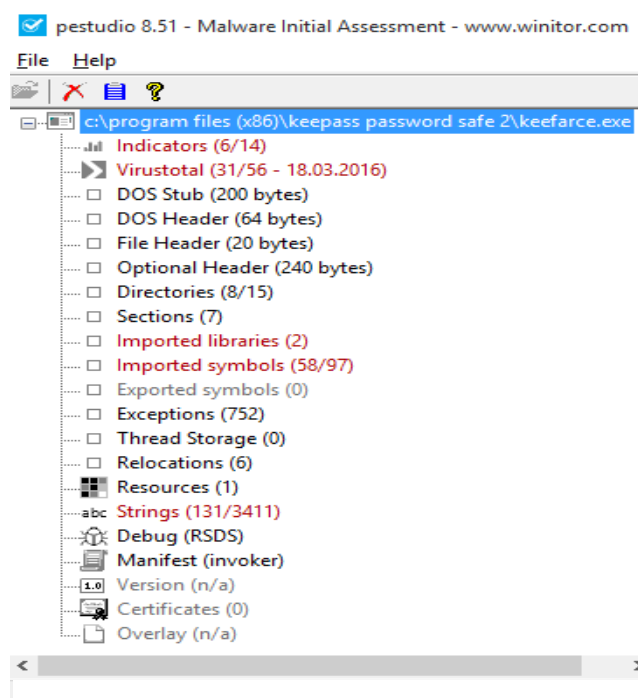 pestudio 8.51 - Malware Initial Assessment - www.winitor.com
File Help
c:\program files (x86)\keepass password safe 2\keefarce.exe
Indicators (6/14)
Virustotal (31/56 - 18.03.2016)
DOS Stub (200 bytes)
DOS Header (64 bytes)
File Header (20 bytes)
Optional Header (240 bytes)
Directories (8/15)
Sections (7)
Imported libraries (2)
Imported symbols (58/97)
Exported symbols (0)
Exceptions (752)
Thread Storage (0)
Relocations (6)
Resources (1)
abc Strings (131/3411)
Debug (RSDS)
Manifest (invoker)
1.0 Version (n/a)
Certificates (0)
Overlay (n/a)